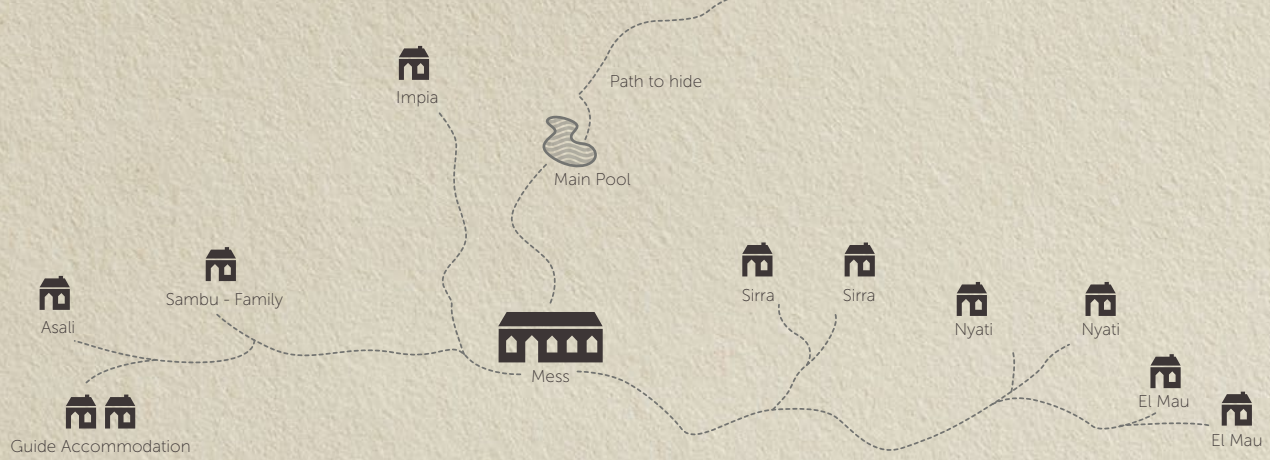 Path to hide
Impia
Main Pool
Sirra
Sirra
Sambu - Family
Asali
Nyati
Nyati
Mess
El Mau
El Mau
Guide Accommodation